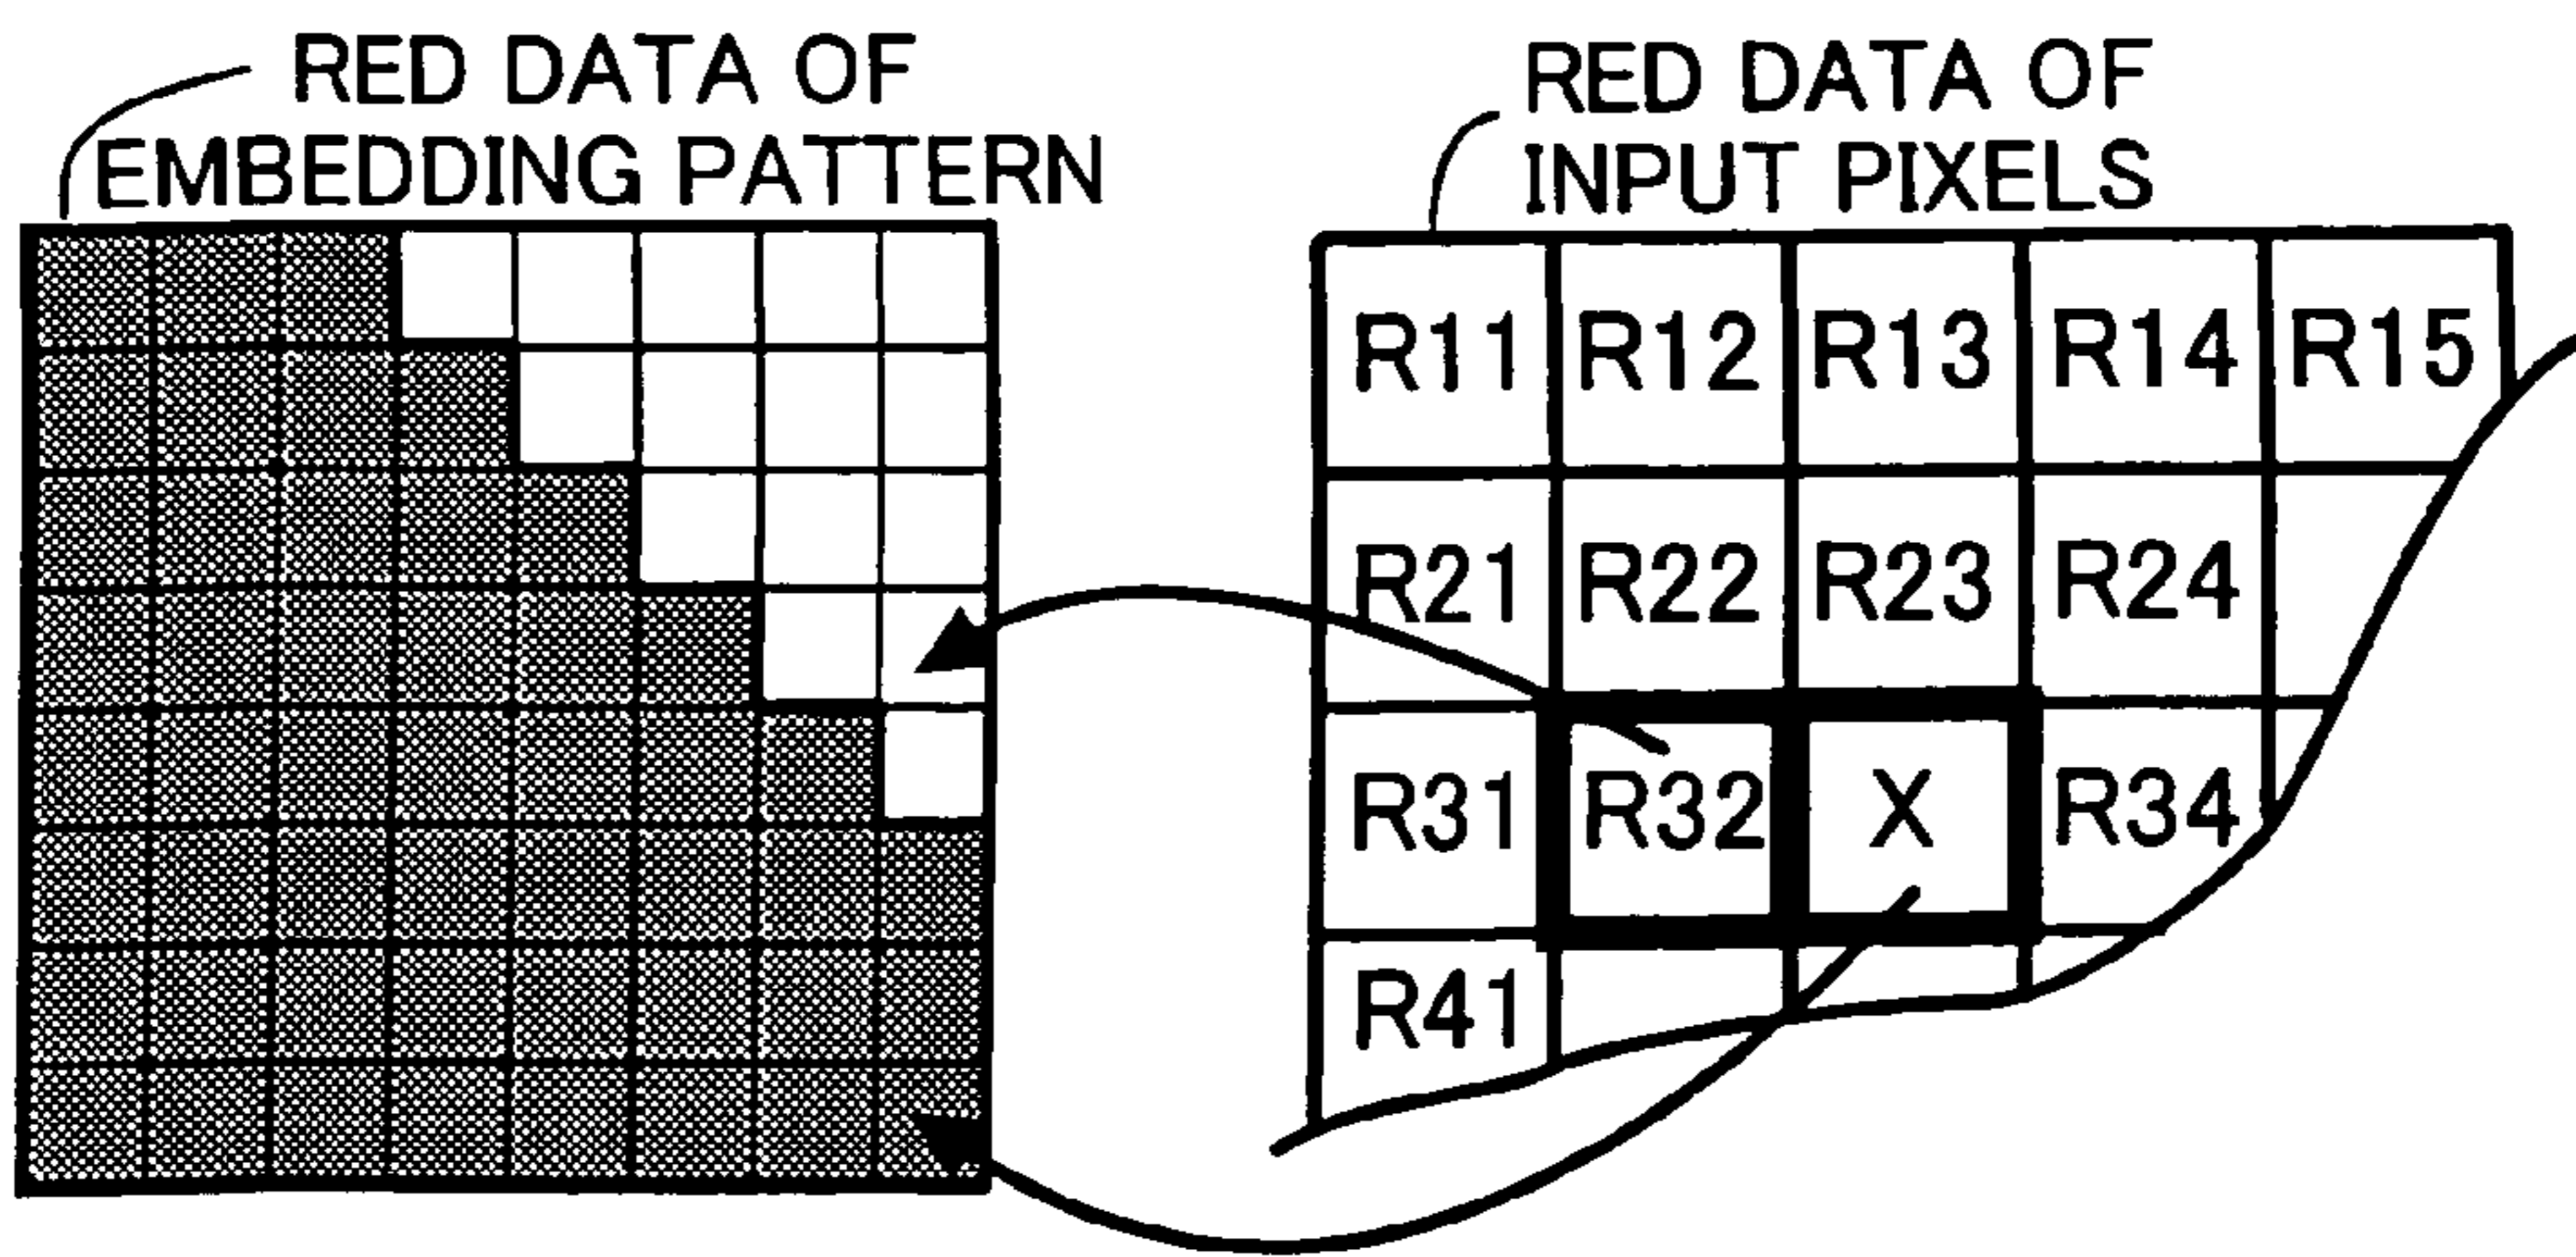 RED DATA OF
EMBEDDING PATTERN
RED DATA OF
INPUT PIXELS
R11 R12 R13 R14 R15
R21 R22 R23 R24
R31 R32 X R34
R41